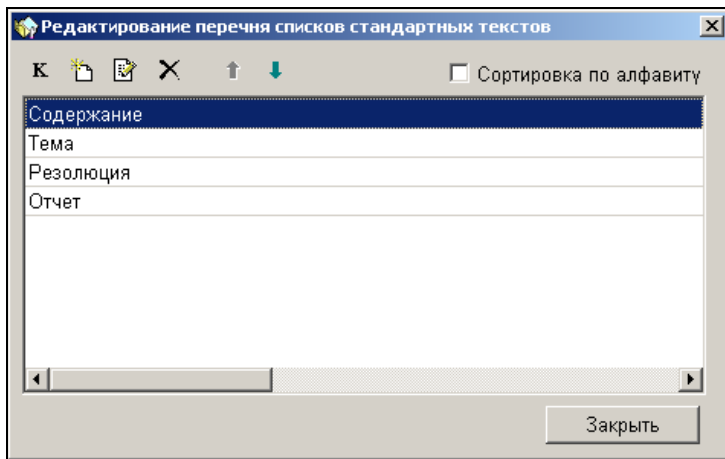 Редактирование перечня списков стандартных текстов
К
Сортировка по алфавиту
Содержание
Тема
Резолюция
Отчет
Закрыть